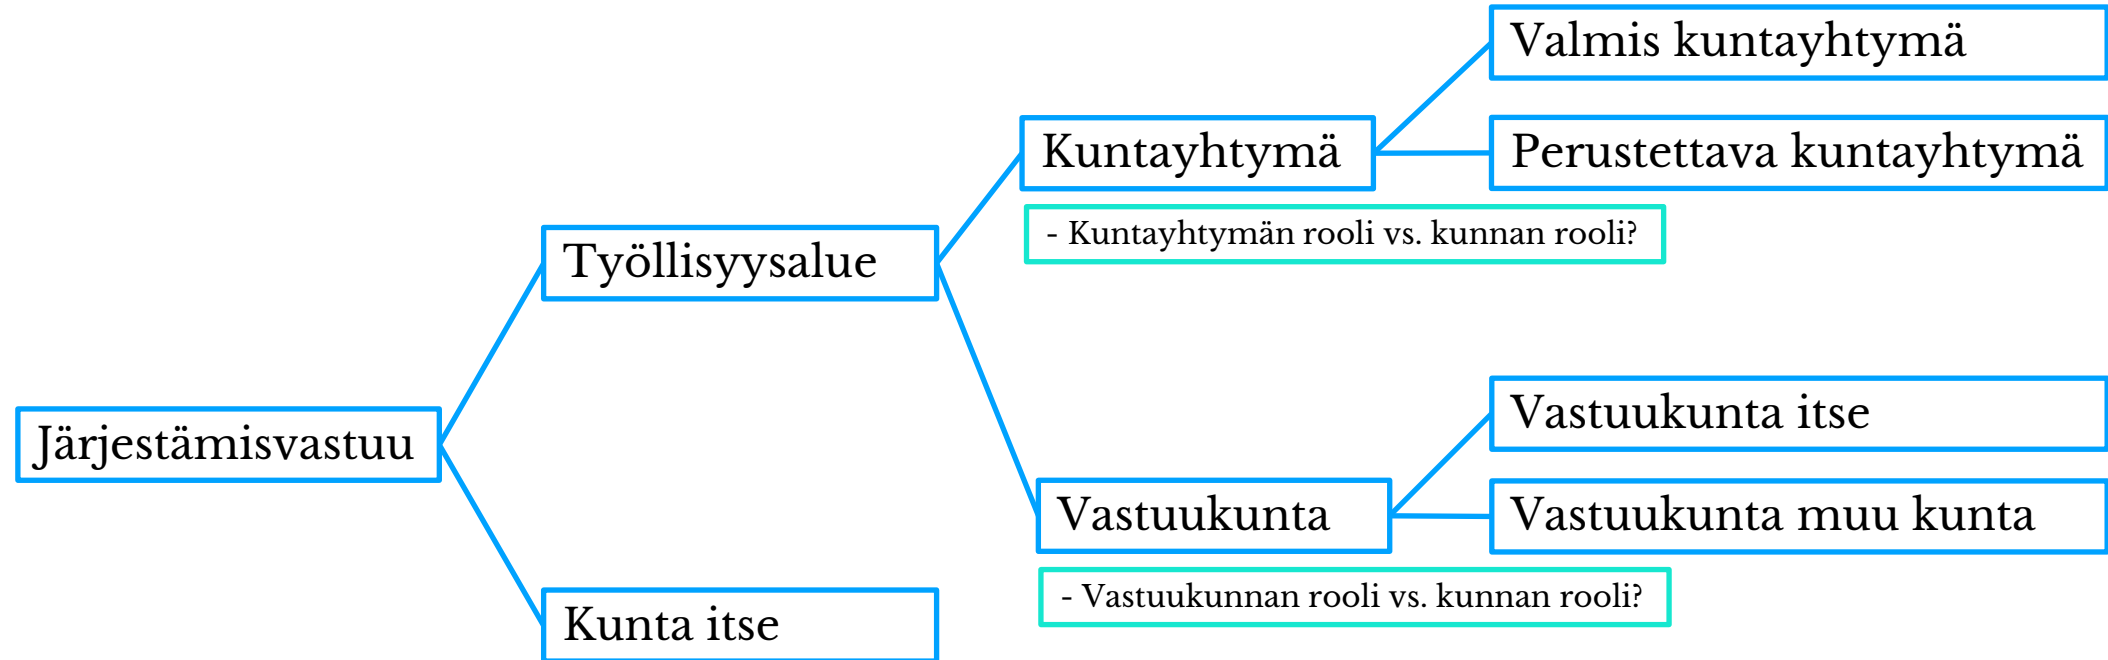 Järjestämisvastuu
Työllisyysalue
Kunta itse
Kuntayhtymä
- Kuntayhtymän rooli vs. kunnan rooli?
Vastuukunta
- Vastuukunnan rooli vs. kunnan rooli?
Valmis kuntayhtymä
Perustettava kuntayhtymä
Vastuukunta itse
Vastuukunta muu kunta